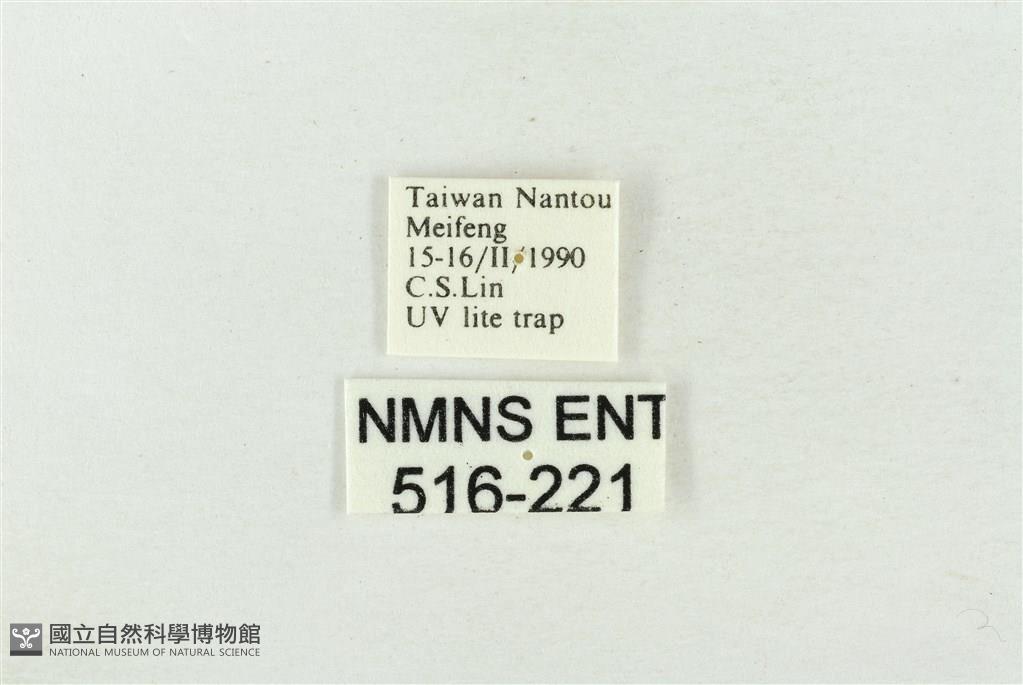 Taiwan Nantou
Meifeng
15-16/II/1990
C.S.Lin
UV lite trap
NMNS ENT
516-221
國立自然科學博物館
NATIONAL MUSEUM OF NATURAL SCIENCE